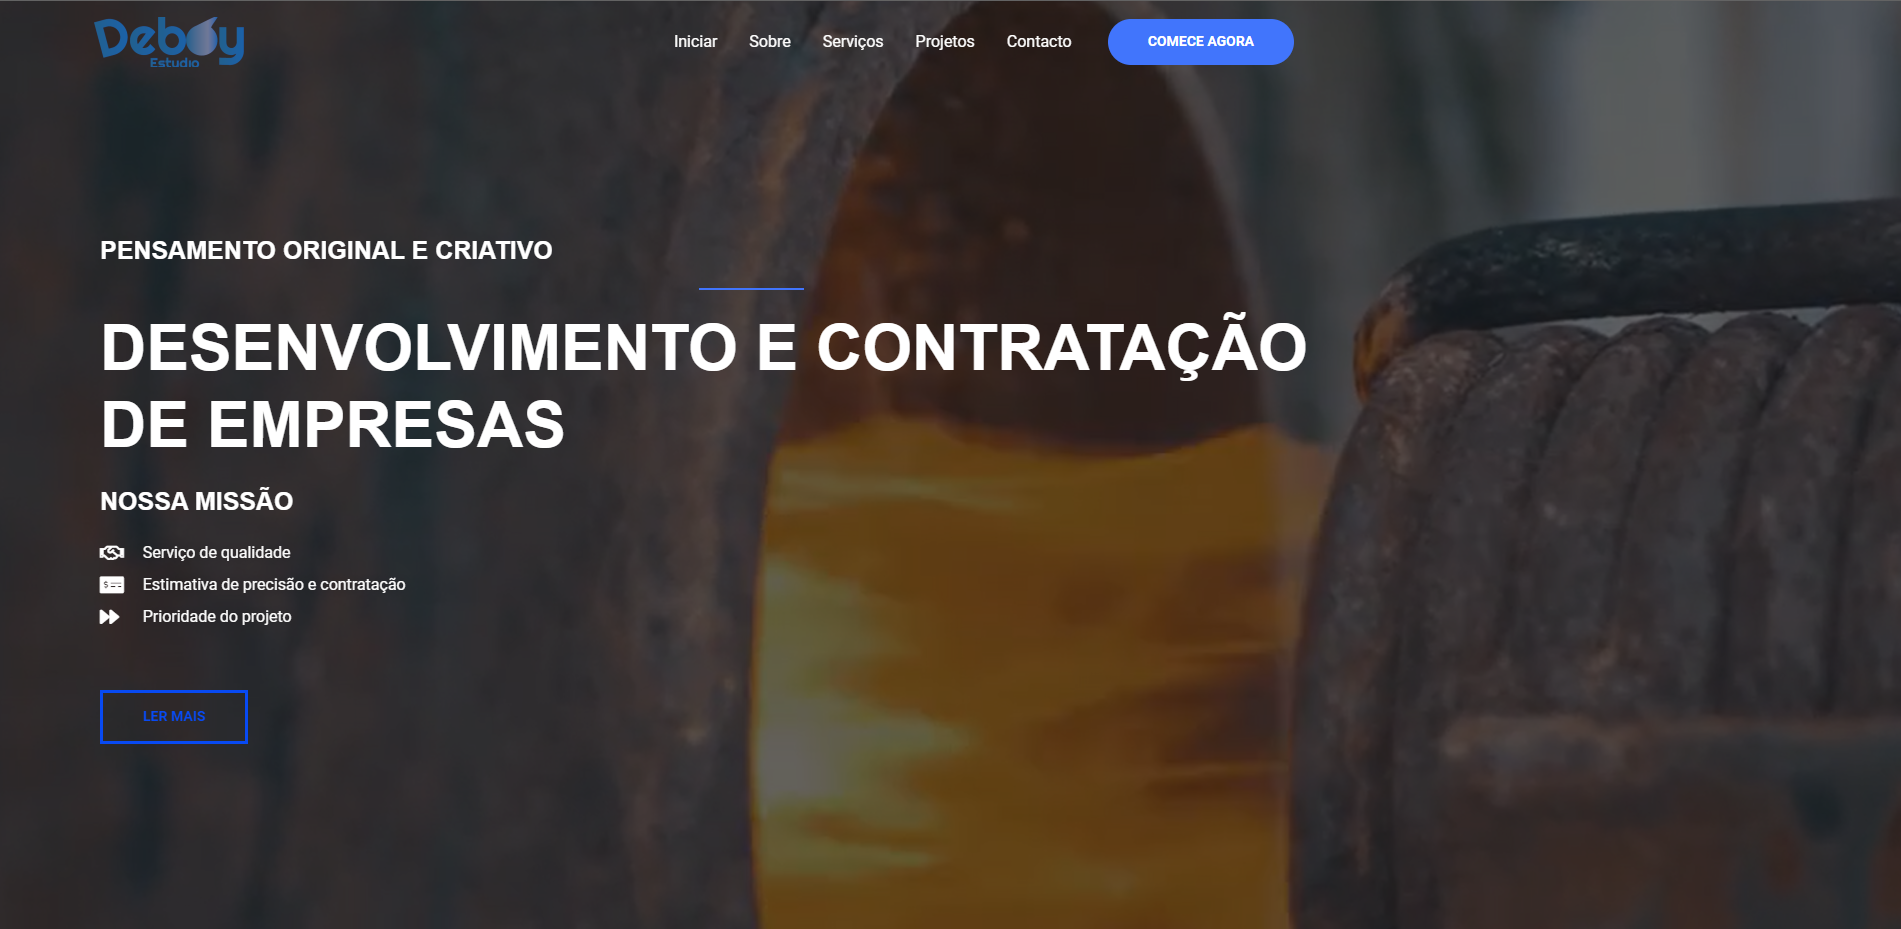 Deboy
Estudio
Iniciar Sobre Serviços Projetos Contacto COMECE AGORA
PENSAMENTO ORIGINAL E CRIATIVO
DESENVOLVIMENTO E CONTRATAÇÃO
DE EMPRESAS
NOSSA MISSÃO
Serviço de qualidade
Estimativa de precisão e contratação
Prioridade do projeto
LER MAIS